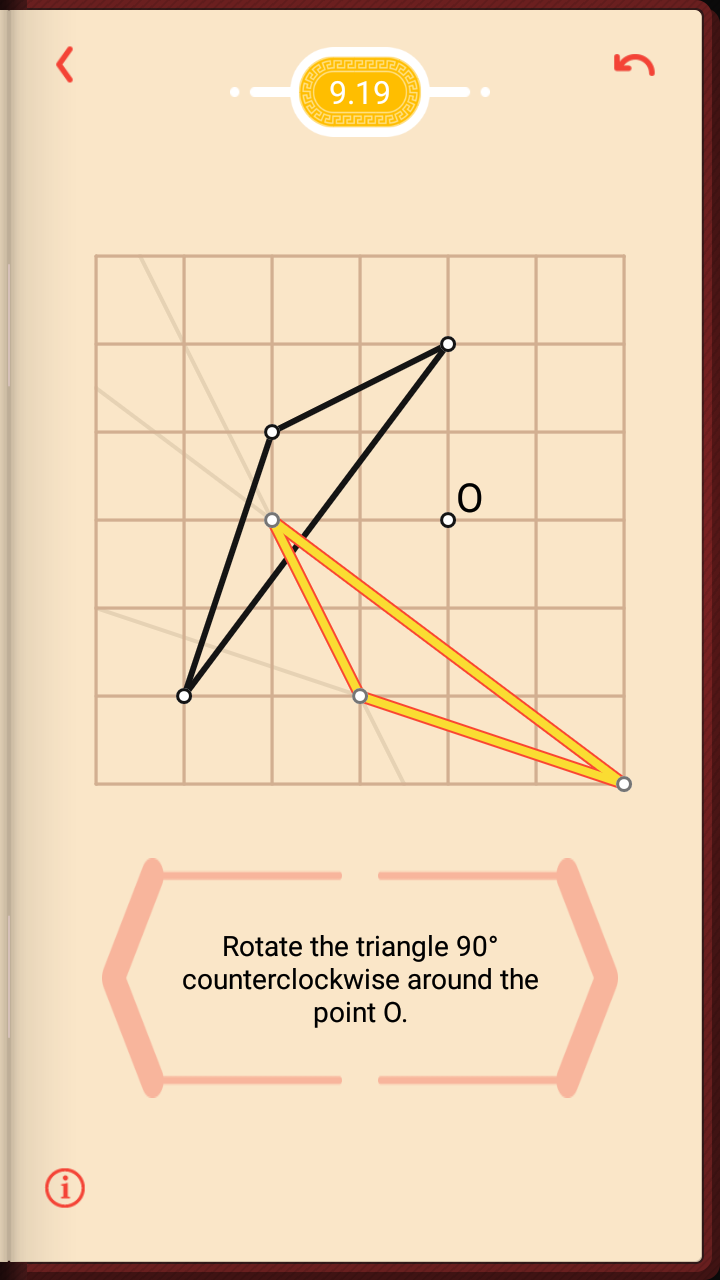 9.19
O
Rotate the triangle 90°
counterclockwise around the
point O.
i